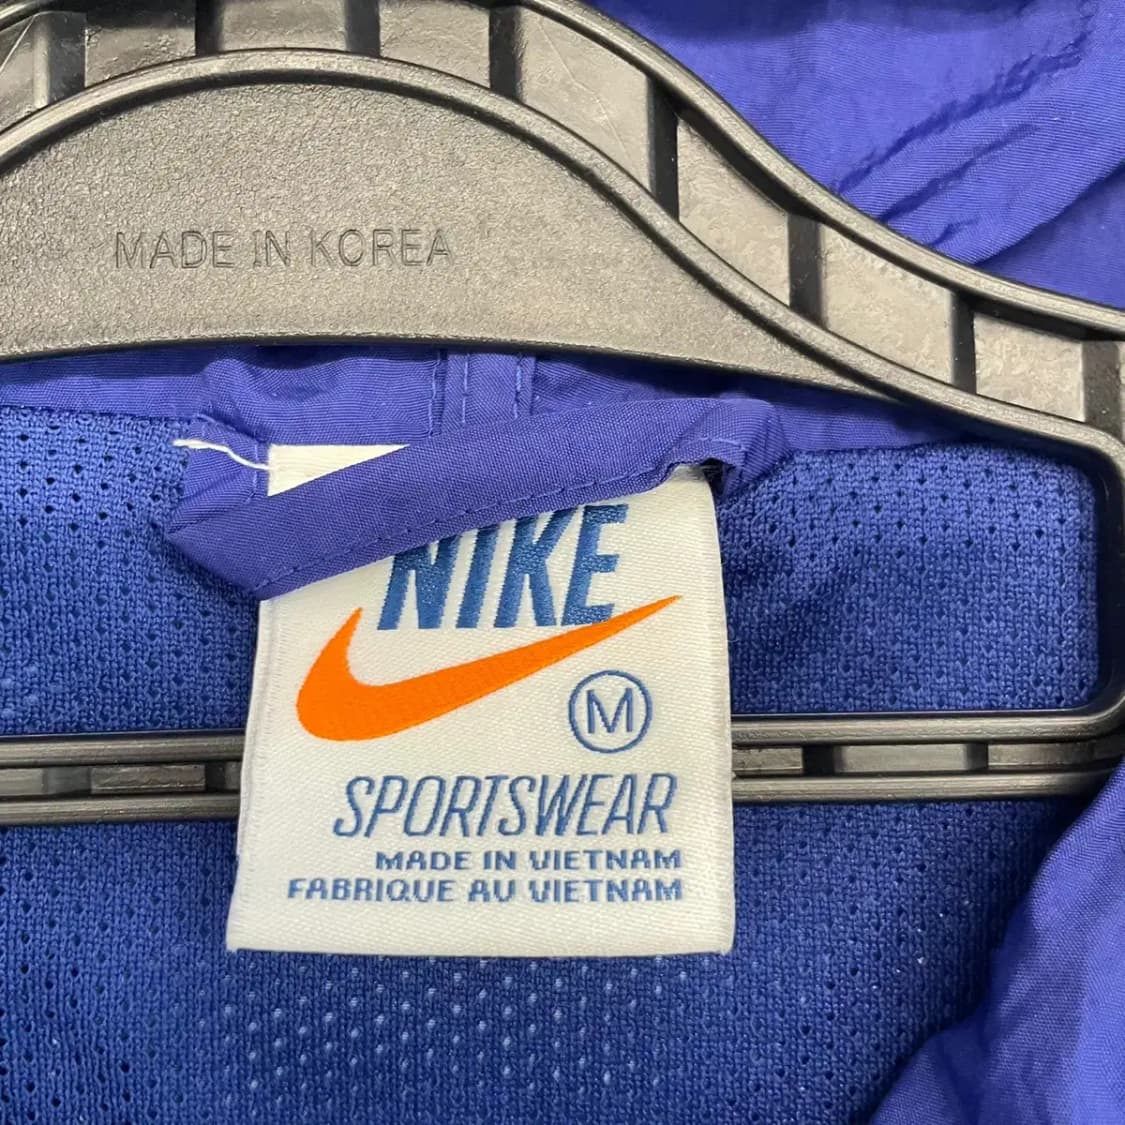 MADE IN KOREA
NIKE
M
SPORTSWEAR
MADE IN VIETNAM
FABRIQUE AU VIETNAM